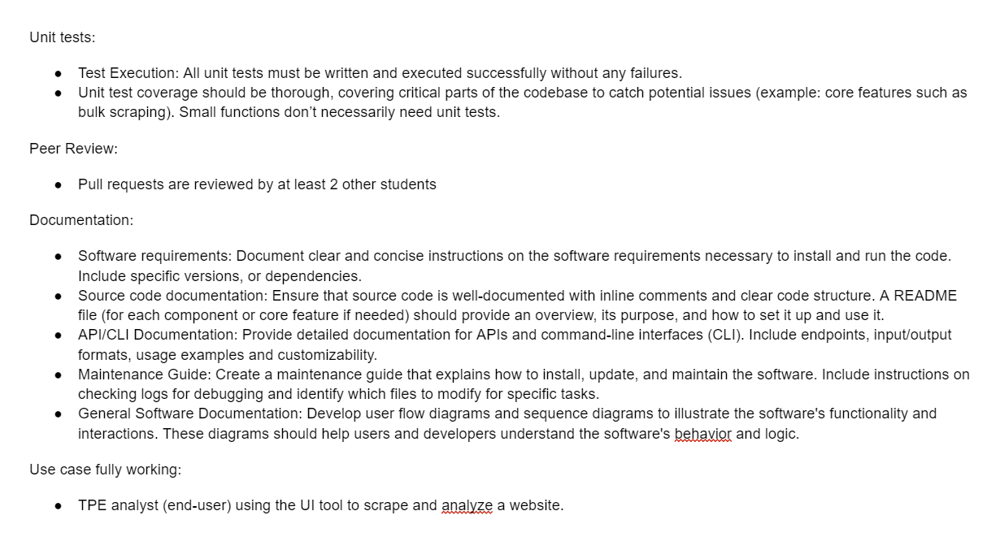 Unit tests:
● Test Execution: All unit tests must be written and executed successfully without any failures.
● Unit test coverage should be thorough, covering critical parts of the codebase to catch potential issues (example: core features such as
bulk scraping). Small functions don’t necessarily need unit tests.
Peer Review:
● Pull requests are reviewed by at least 2 other students
Documentation:
● Software requirements: Document clear and concise instructions on the software requirements necessary to install and run the code.
Include specific versions, or dependencies.
● Source code documentation: Ensure that source code is well-documented with inline comments and clear code structure. A README
file (for each component or core feature if needed) should provide an overview, its purpose, and how to set it up and use it.
● API/CLI Documentation: Provide detailed documentation for APIs and command-line interfaces (CLI). Include endpoints, input/output
formats, usage examples and customizability.
● Maintenance Guide: Create a maintenance guide that explains how to install, update, and maintain the software. Include instructions on
checking logs for debugging and identify which files to modify for specific tasks.
● General Software Documentation: Develop user flow diagrams and sequence diagrams to illustrate the software's functionality and
interactions. These diagrams should help users and developers understand the software's behavior and logic.
Use case fully working:
● TPE analyst (end-user) using the UI tool to scrape and analyze a website.